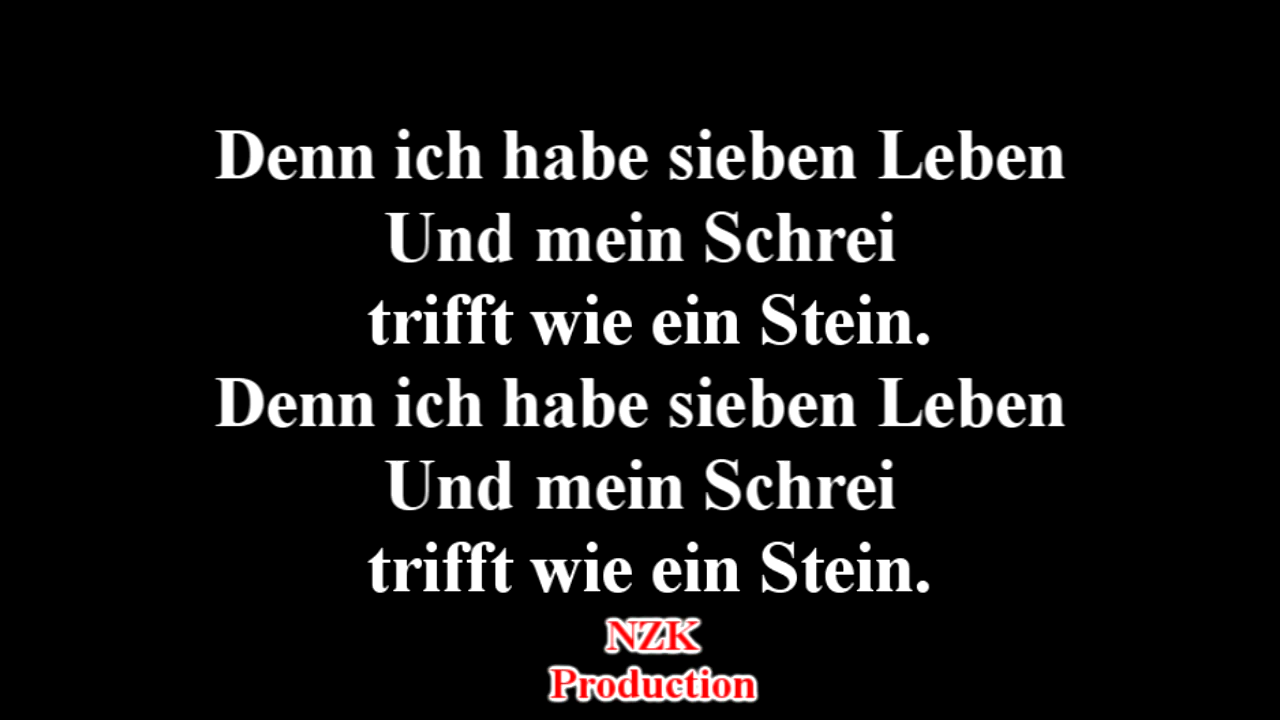 Denn ich habe sieben Leben
Und mein Schrei
trifft wie ein Stein.
Denn ich habe sieben Leben
Und mein Schrei
trifft wie ein Stein.
NZK
Production